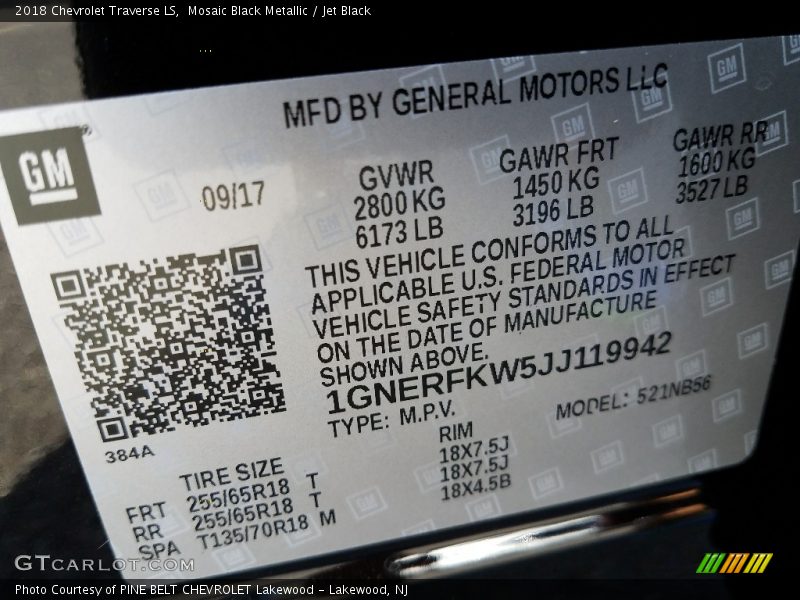 2018 Chevrolet Traverse LS,  Mosaic Black Metallic / Jet Black
MFD BY GENERAL MOTORS LLC
GM
09/17
GVWR
2800 KG
6173 LB
GAWR FRT
1450 KG
3196 LB
GAWR RR
1600 KG
3527 LB
THIS VEHICLE CONFORMS TO ALL
APPLICABLE U.S. FEDERAL MOTOR
VEHICLE SAFETY STANDARDS IN EFFECT
ON THE DATE OF MANUFACTURE
SHOWN ABOVE.
1GNERFKW5JJ119942
TYPE: M.P.V.
MODEL: 521NB56
384A
TIRE SIZE
RIM
FRT 255/65R18 T 18X7.5J
RR 255/65R18 T 18X7.5J
SPA T135/70R18 M 18X4.5B
GTCARLOT.COM
Photo Courtesy of PINE BELT CHEVROLET Lakewood - Lakewood, NJ